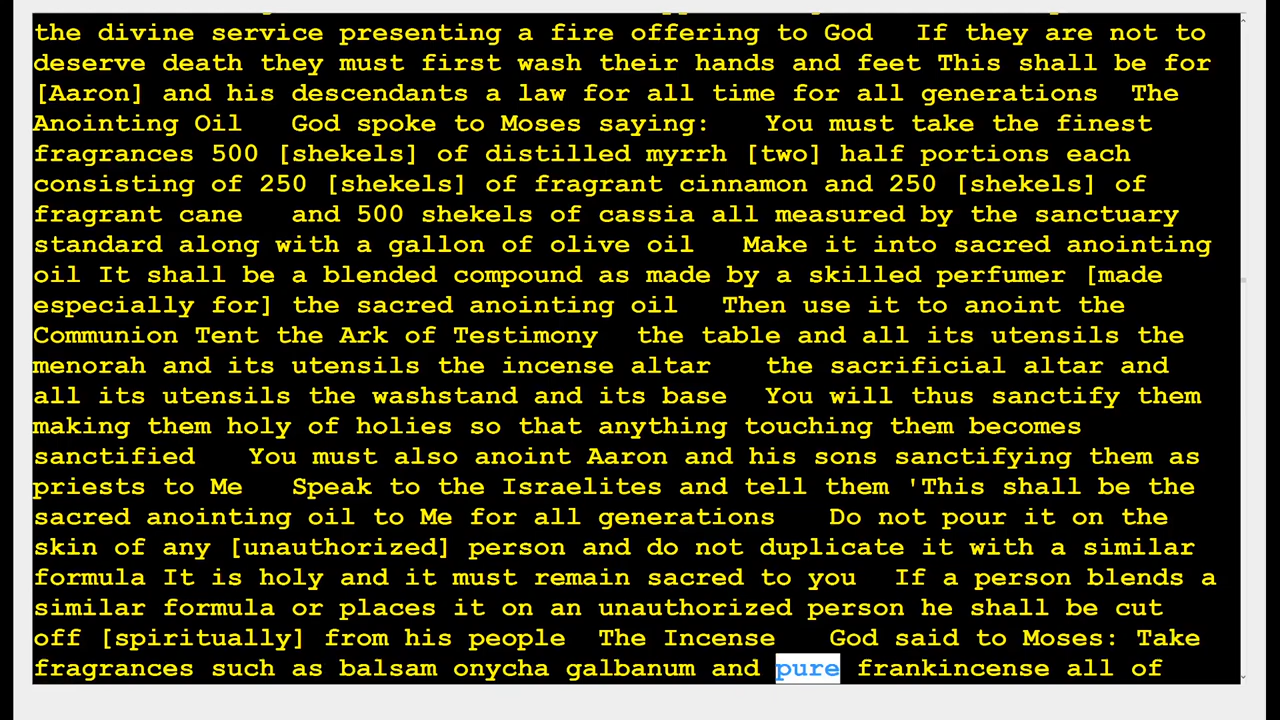 the divine service presenting a fire offering to God If they are not to
deserve death they must first wash their hands and feet This shall be for
[Aaron] and his descendants a law for all time for all generations The
Anointing Oil God spoke to Moses saying: You must take the finest
fragrances 500 [shekels] of distilled myrrh [two] half portions each
consisting of 250 [shekels] of fragrant cinnamon and 250 [shekels] of
fragrant cane and 500 shekels of cassia all measured by the sanctuary
standard along with a gallon of olive oil Make it into sacred anointing
oil It shall be a blended compound as made by a skilled perfumer [made
especially for] the sacred anointing oil Then use it to anoint the
Communion Tent the Ark of Testimony the table and all its utensils the
menorah and its utensils the incense altar the sacrificial altar and
all its utensils the washstand and its base You will thus sanctify them
making them holy of holies so that anything touching them becomes
sanctified You must also anoint Aaron and his sons sanctifying them as
priests to Me Speak to the Israelites and tell them 'This shall be the
sacred anointing oil to Me for all generations Do not pour it on the
skin of any [unauthorized] person and do not duplicate it with a similar
formula It is holy and it must remain sacred to you If a person blends a
similar formula or places it on an unauthorized person he shall be cut
off [spiritually] from his people The Incense God said to Moses: Take
fragrances such as balsam onycha galbanum and pure frankincense all of